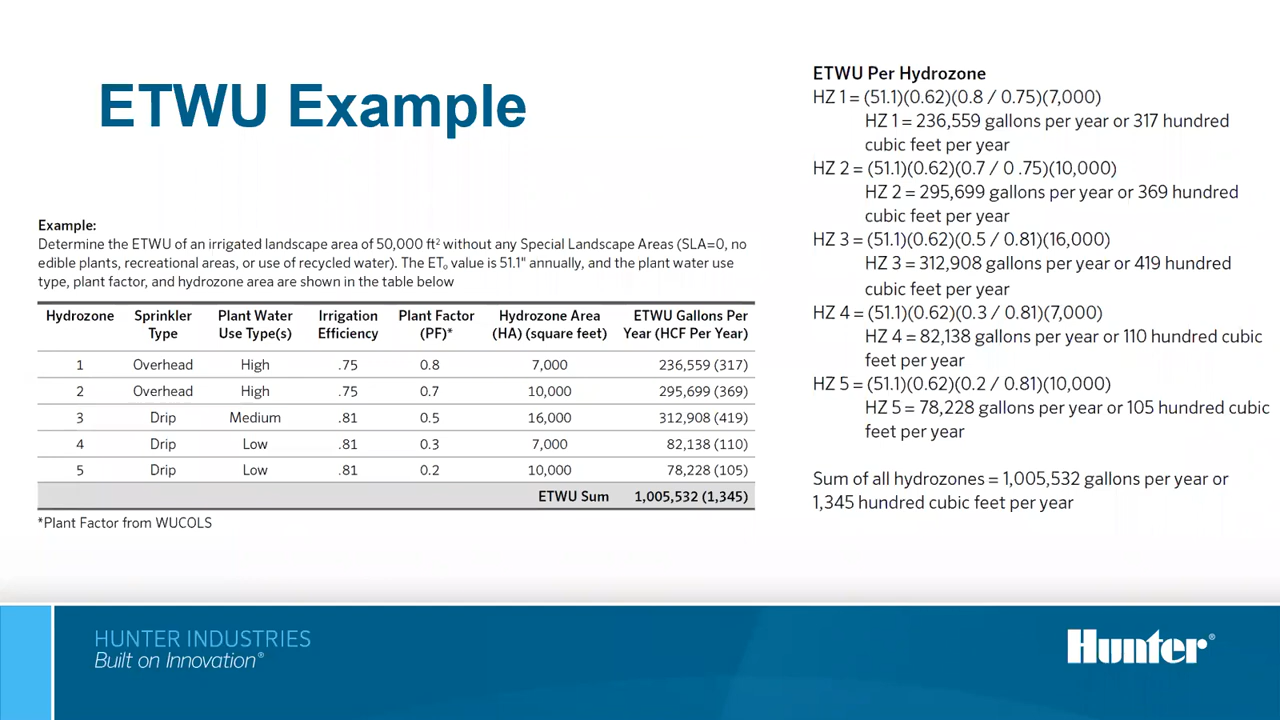 ETWU Example
Example:
Determine the ETWU of an irrigated landscape area of 50,000 ft² without any Special Landscape Areas (SLA=0, no
edible plants, recreational areas, or use of recycled water). The ETₒ value is 51.1" annually, and the plant water use
type, plant factor, and hydrozone area are shown in the table below
Hydrozone Sprinkler Type Plant Water Use Type(s) Irrigation Efficiency Plant Factor (PF)* Hydrozone Area (HA) (square feet) ETWU Gallons Per Year (HCF Per Year)
1 Overhead High .75 0.8 7,000 236,559 (317)
2 Overhead High .75 0.7 10,000 295,699 (369)
3 Drip Medium .81 0.5 16,000 312,908 (419)
4 Drip Low .81 0.3 7,000 82,138 (110)
5 Drip Low .81 0.2 10,000 78,228 (105)
ETWU Sum 1,005,532 (1,345)
*Plant Factor from WUCOLS
ETWU Per Hydrozone
HZ 1 = (51.1)(0.62)(0.8 / 0.75)(7,000)
HZ 1 = 236,559 gallons per year or 317 hundred
cubic feet per year
HZ 2 = (51.1)(0.62)(0.7 / 0 .75)(10,000)
HZ 2 = 295,699 gallons per year or 369 hundred
cubic feet per year
HZ 3 = (51.1)(0.62)(0.5 / 0.81)(16,000)
HZ 3 = 312,908 gallons per year or 419 hundred
cubic feet per year
HZ 4 = (51.1)(0.62)(0.3 / 0.81)(7,000)
HZ 4 = 82,138 gallons per year or 110 hundred cubic
feet per year
HZ 5 = (51.1)(0.62)(0.2 / 0.81)(10,000)
HZ 5 = 78,228 gallons per year or 105 hundred cubic
feet per year
Sum of all hydrozones = 1,005,532 gallons per year or
1,345 hundred cubic feet per year
HUNTER INDUSTRIES
Built on Innovation®
Hunter®